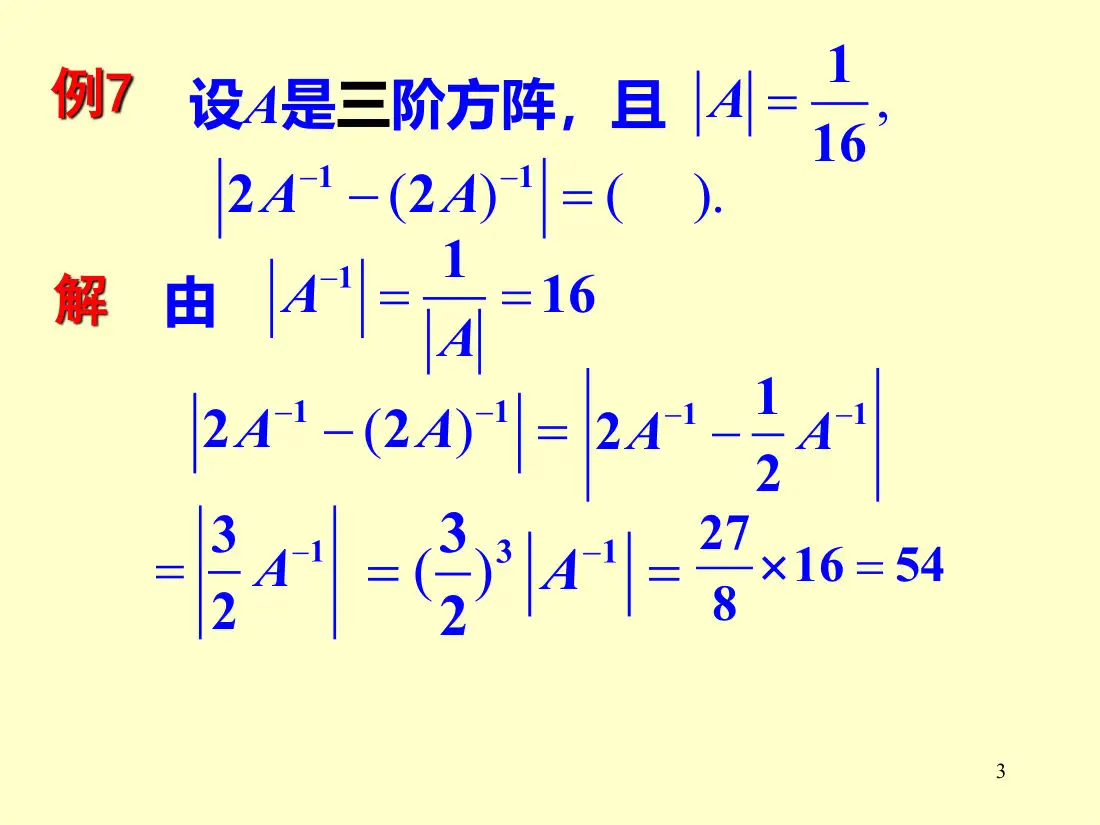 例7 设A是三阶方阵，且 |A| = 1/16 ,
|2A⁻¹ − (2A)⁻¹| = (    ).
解 由 |A⁻¹| = 1/|A| = 16
|2A⁻¹ − (2A)⁻¹| = |2A⁻¹ − 1/2 A⁻¹|
= |3/2 A⁻¹| = (3/2)³ |A⁻¹| = 27/8 × 16 = 54
3